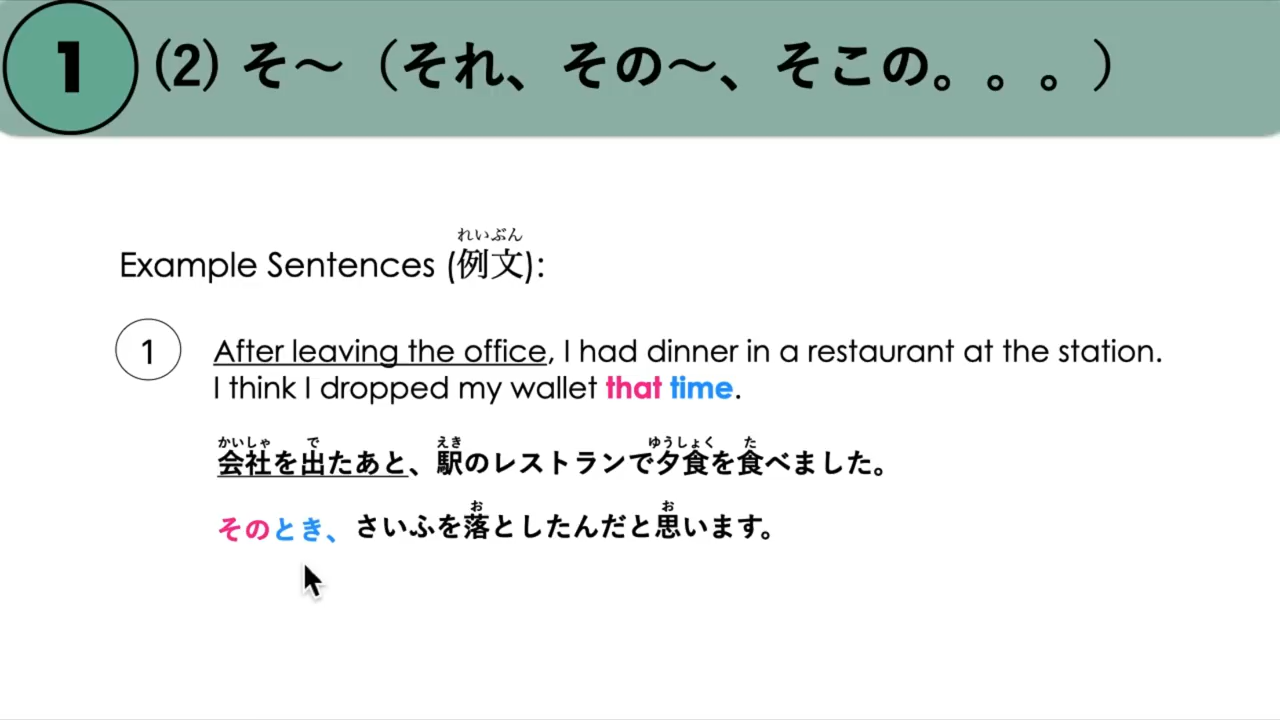 1 (2) そ〜（それ、その〜、そこの。。。）
れいぶん
Example Sentences (例文):
1 After leaving the office, I had dinner in a restaurant at the station.
I think I dropped my wallet that time.
かいしゃ で えき ゆうしょく た
会社を出たあと、駅のレストランで夕食を食べました。
お お
そのとき、さいふを落としたんだと思います。